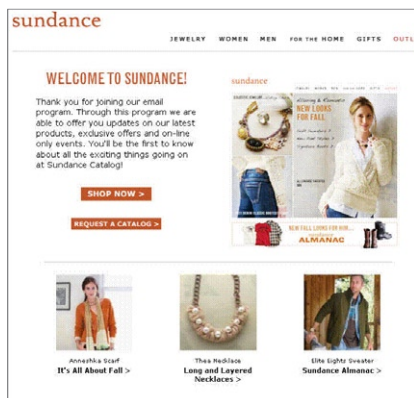 sundance
JEWELRY WOMEN MEN FOR THE HOME GIFTS OUTL
WELCOME TO SUNDANCE!
Thank you for joining our email
program. Through this program we are
able to offer you updates on our latest
products, exclusive offers and on-line
only events. You'll be the first to know
about all the exciting things going on
at Sundance Catalog!
SHOP NOW >
REQUEST A CATALOG >
sundance
NEW LOOKS
FOR FALL
NEW FALL LOOKS FOR HIM...
ALMANAC
Anneshka Scarf
It's All About Fall >
Thea Necklace
Long and Layered
Necklaces >
Elite Eights Sweater
Sundance Almanac >